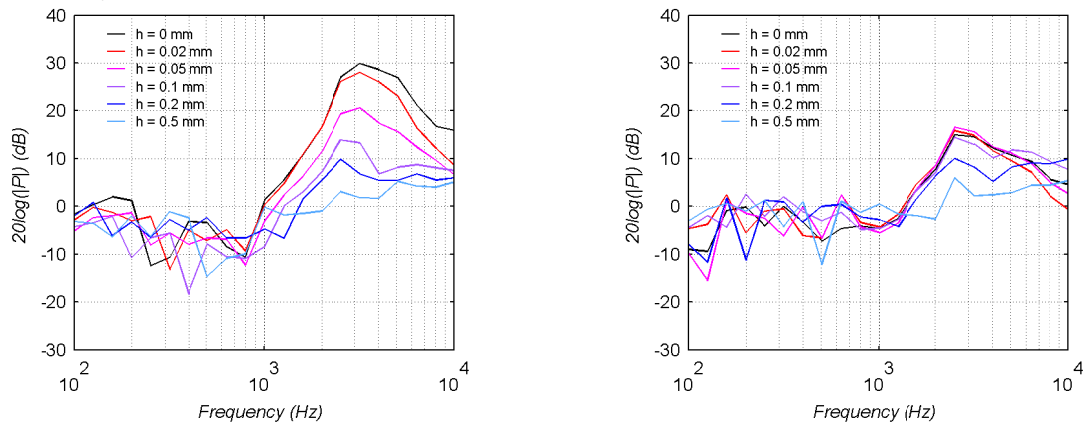 40
30
20
10
0
-10
-20
-30
20log(|P|) (dB)
h = 0 mm
h = 0.02 mm
h = 0.05 mm
h = 0.1 mm
h = 0.2 mm
h = 0.5 mm
10 2
10 3
10 4
Frequency (Hz)
40
30
20
10
0
-10
-20
-30
20log(|P|) (dB)
h = 0 mm
h = 0.02 mm
h = 0.05 mm
h = 0.1 mm
h = 0.2 mm
h = 0.5 mm
10 2
10 3
10 4
Frequency (Hz)